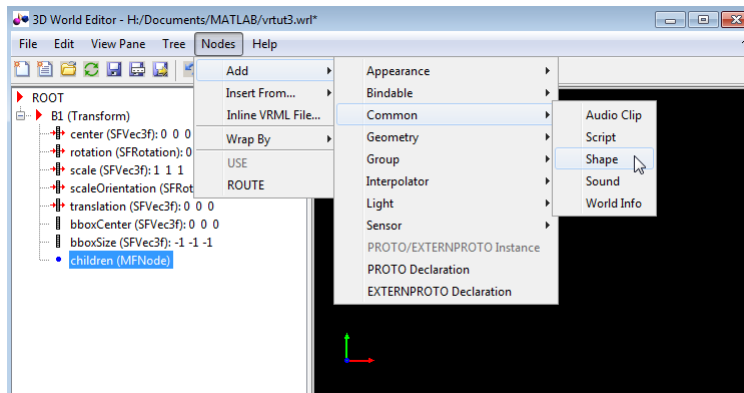 3D World Editor - H:/Documents/MATLAB/vrtut3.wrl*
File Edit View Pane Tree Nodes Help
ROOT
B1 (Transform)
center (SFVec3f): 0 0 0
rotation (SFRotation): 0
scale (SFVec3f): 1 1 1
scaleOrientation (SFRot
translation (SFVec3f): 0 0 0
bboxCenter (SFVec3f): 0 0 0
bboxSize (SFVec3f): -1 -1 -1
children (MFNode)
Add
Insert From...
Inline VRML File...
Wrap By
USE
ROUTE
Appearance
Bindable
Common
Geometry
Group
Interpolator
Light
Sensor
PROTO/EXTERNPROTO Instance
PROTO Declaration
EXTERNPROTO Declaration
Audio Clip
Script
Shape
Sound
World Info